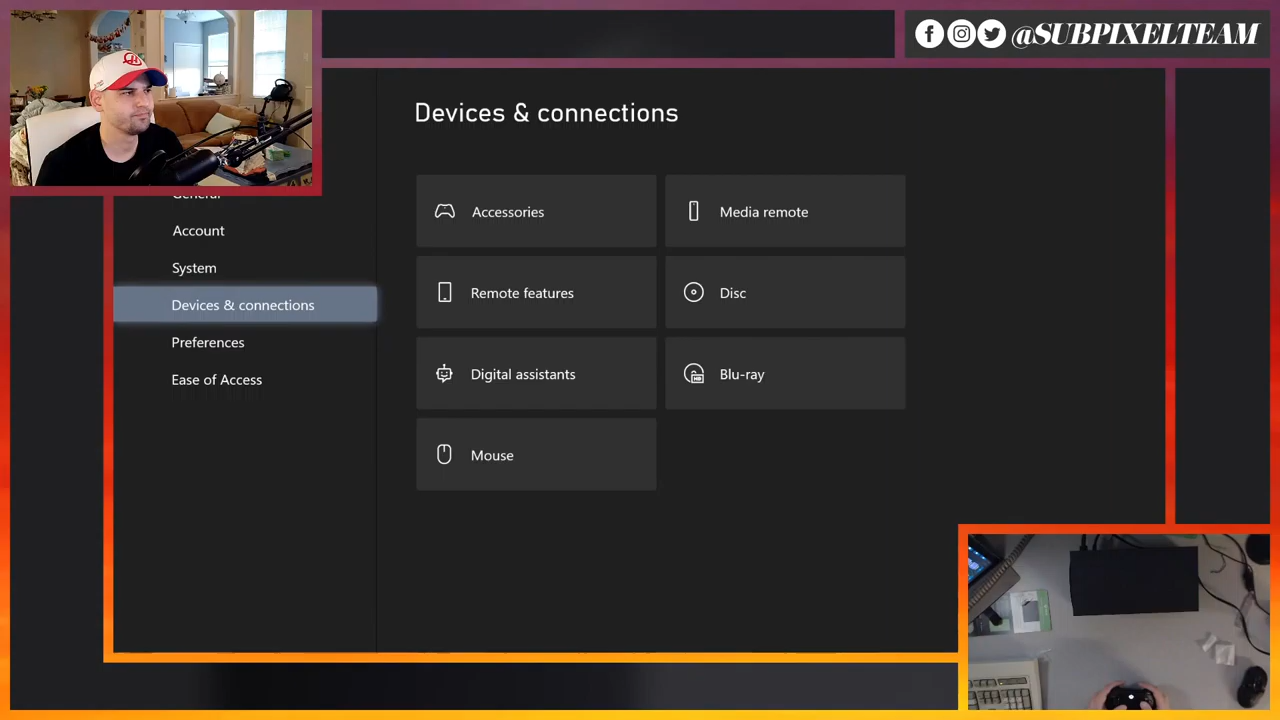 @SUBPIXELTEAM
Devices & connections
General
Account
System
Devices & connections
Preferences
Ease of Access
Accessories
Media remote
Remote features
Disc
Digital assistants
Blu-ray
Mouse